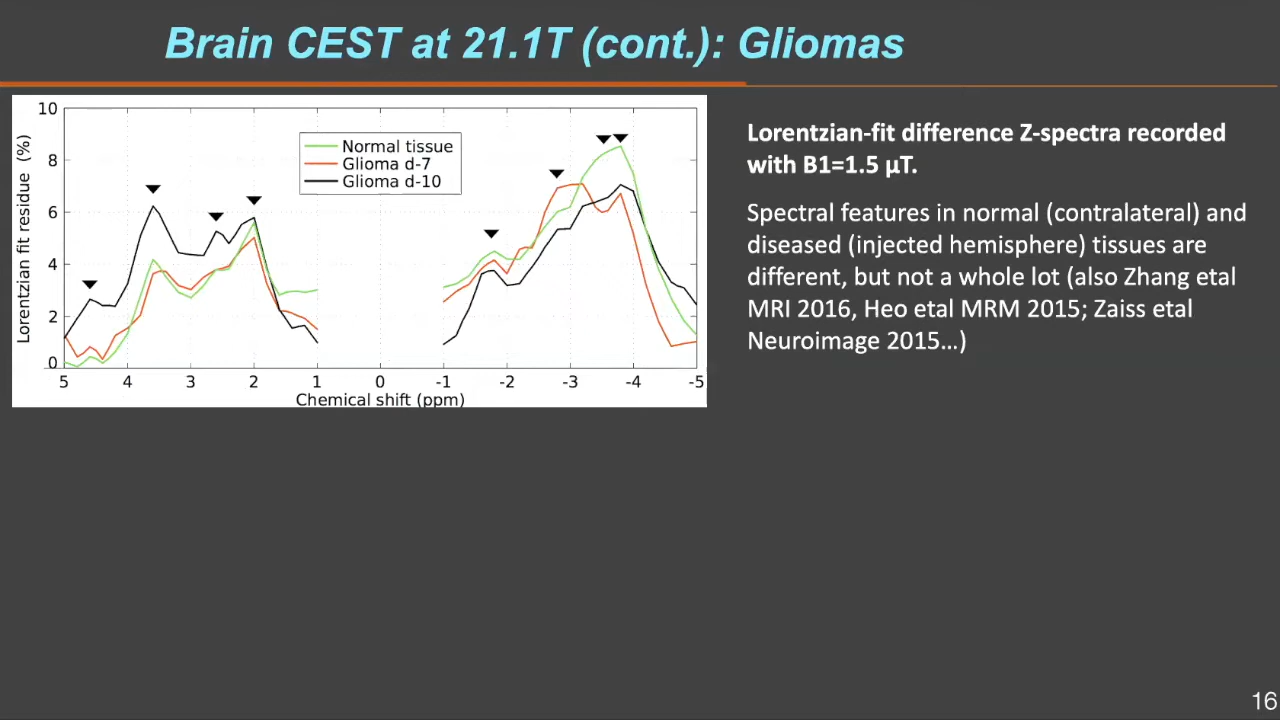 Brain CEST at 21.1T (cont.): Gliomas
10
8
6
4
2
0
Lorentzian fit residue (%)
Normal tissue
Glioma d-7
Glioma d-10
5 4 3 2 1 0 -1 -2 -3 -4 -5
Chemical shift (ppm)
Lorentzian-fit difference Z-spectra recorded
with B1=1.5 µT.
Spectral features in normal (contralateral) and
diseased (injected hemisphere) tissues are
different, but not a whole lot (also Zhang etal
MRI 2016, Heo etal MRM 2015; Zaiss etal
Neuroimage 2015…)
16